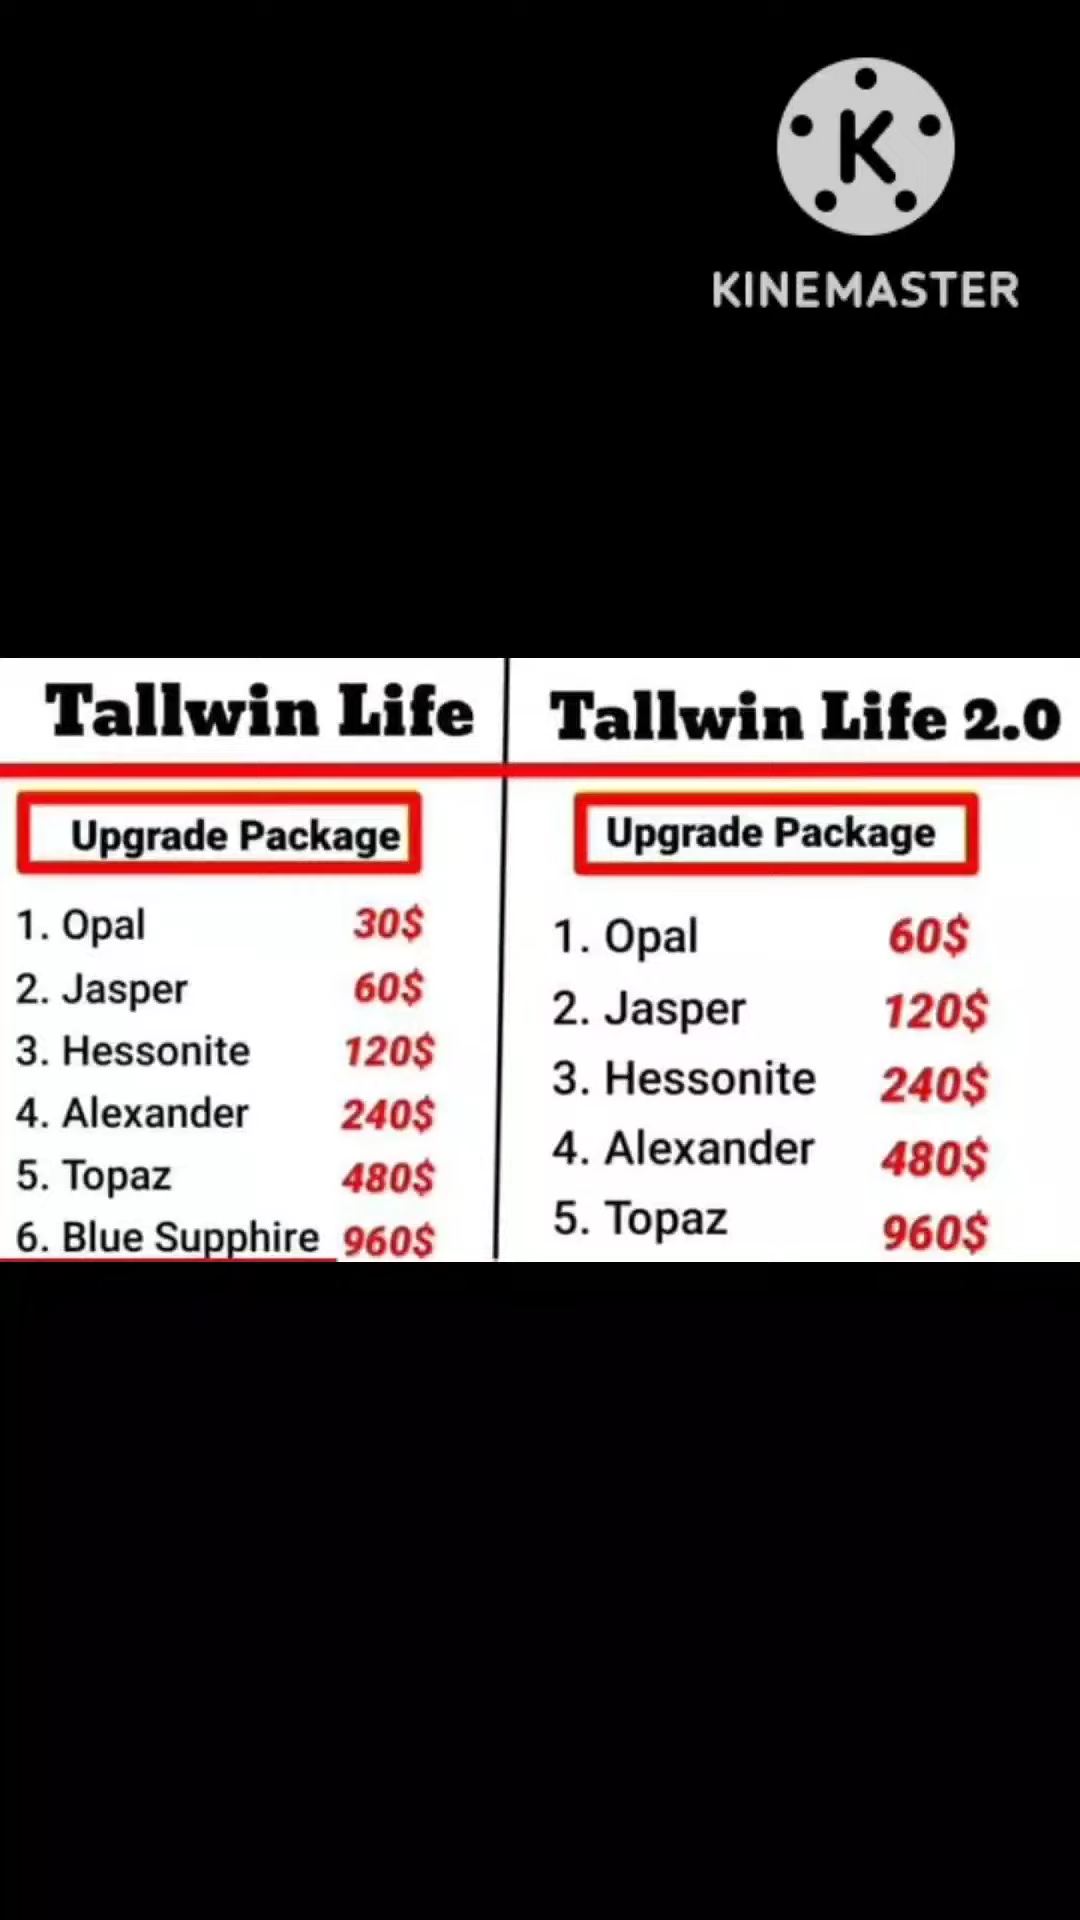 K
KINEMASTER
Tallwin Life
Upgrade Package
1. Opal 30$
2. Jasper 60$
3. Hessonite 120$
4. Alexander 240$
5. Topaz 480$
6. Blue Supphire 960$
Tallwin Life 2.0
Upgrade Package
1. Opal 60$
2. Jasper 120$
3. Hessonite 240$
4. Alexander 480$
5. Topaz 960$